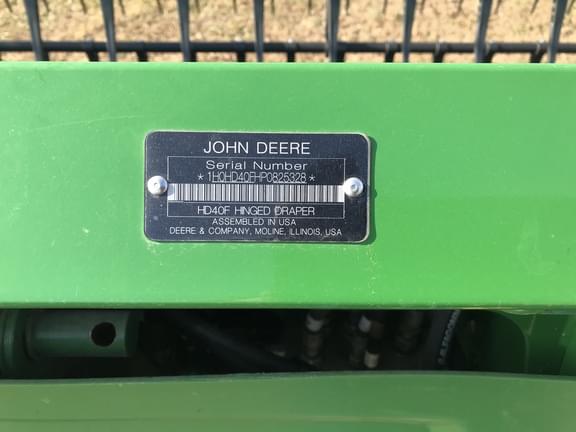 JOHN DEERE
Serial Number
*1H0HD40FHP0825328*
HD40F HINGED DRAPER
ASSEMBLED IN USA
DEERE & COMPANY, MOLINE, ILLINOIS, USA